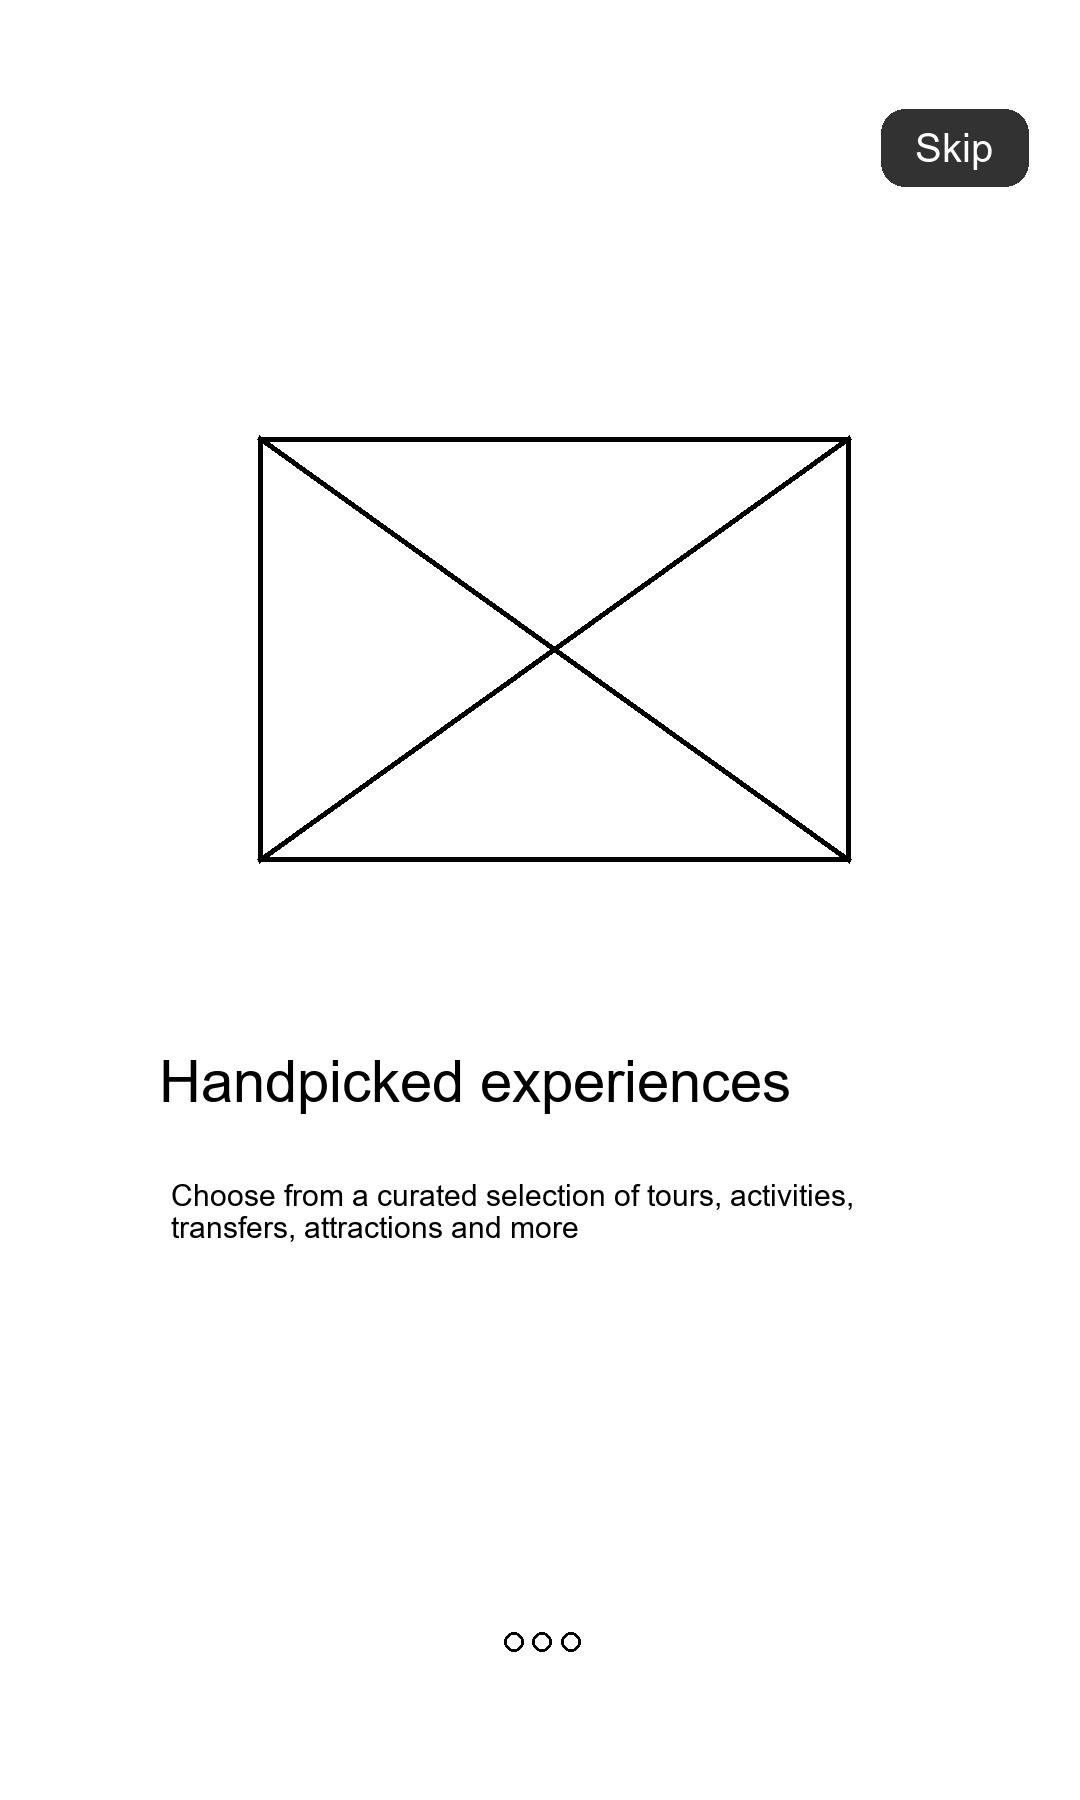 Skip
Handpicked experiences
Choose from a curated selection of tours, activities,
transfers, attractions and more